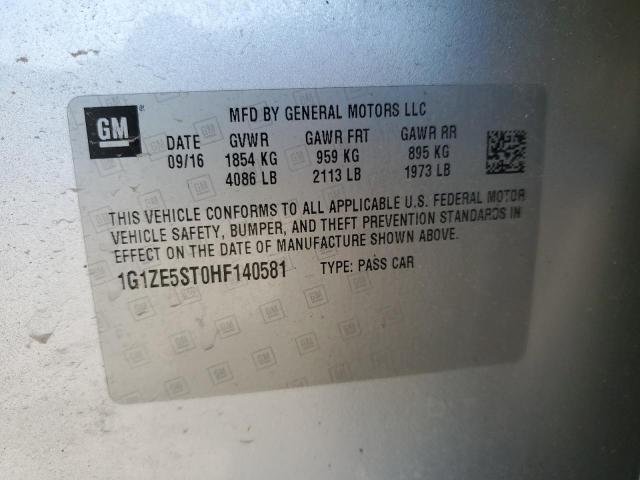 GM
MFD BY GENERAL MOTORS LLC
DATE GVWR GAWR FRT GAWR RR
09/16 1854 KG 959 KG 895 KG
4086 LB 2113 LB 1973 LB
THIS VEHICLE CONFORMS TO ALL APPLICABLE U.S. FEDERAL MOTOR
VEHICLE SAFETY, BUMPER, AND THEFT PREVENTION STANDARDS IN
EFFECT ON THE DATE OF MANUFACTURE SHOWN ABOVE.
1G1ZE5ST0HF140581 TYPE: PASS CAR